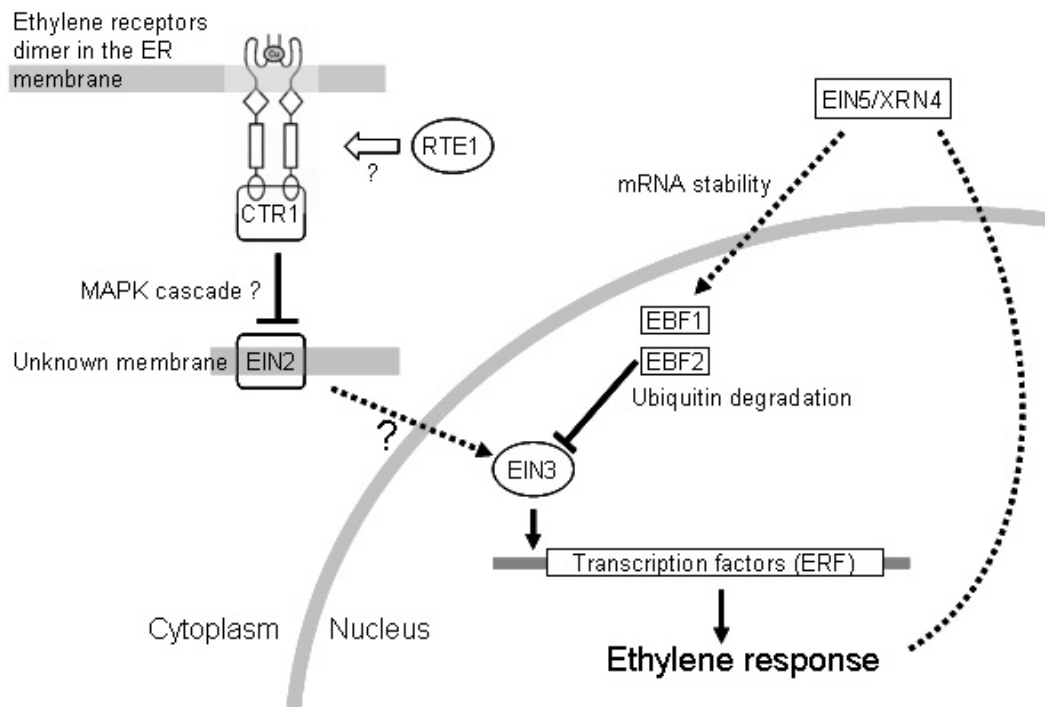 Ethylene receptors
dimer in the ER
membrane
Cu
EIN5/XRN4
RTE1
?
mRNA stability
CTR1
MAPK cascade ?
EBF1
Unknown membrane
EIN2
EBF2
Ubiquitin degradation
?
EIN3
Transcription factors (ERF)
Cytoplasm
Nucleus
Ethylene response